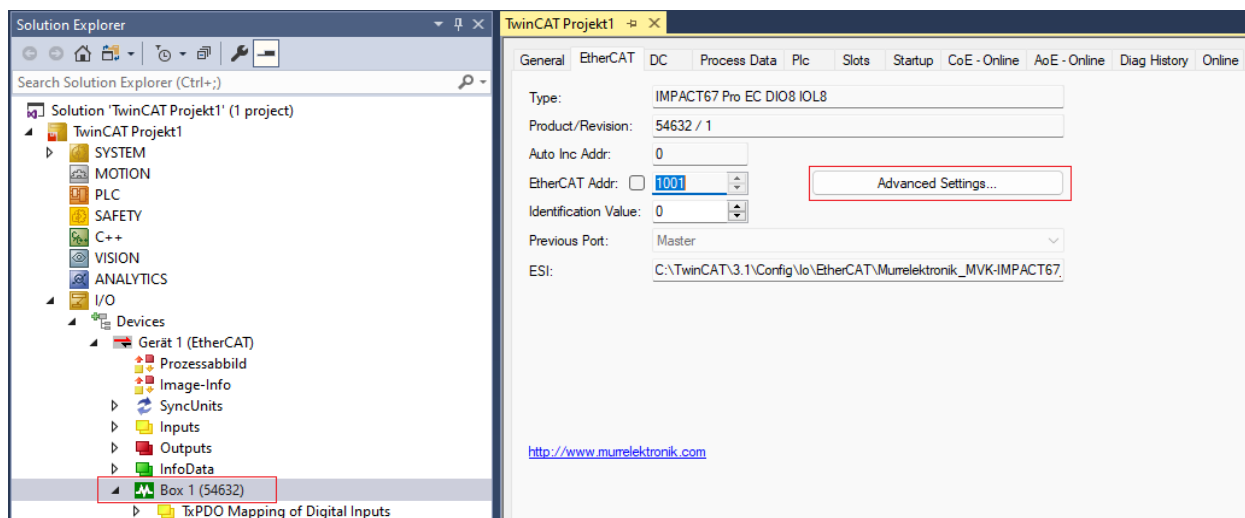 Solution Explorer
Search Solution Explorer (Ctrl+;)
Solution 'TwinCAT Projekt1' (1 project)
TwinCAT Projekt1
SYSTEM
MOTION
PLC
SAFETY
C++
VISION
ANALYTICS
I/O
Devices
Gerät 1 (EtherCAT)
Prozessabbild
Image-Info
SyncUnits
Inputs
Outputs
InfoData
Box 1 (54632)
TxPDO Mapping of Digital Inputs
TwinCAT Projekt1
General EtherCAT DC Process Data Plc Slots Startup CoE - Online AoE - Online Diag History Online
Type: IMPACT67 Pro EC DIO8 IOL8
Product/Revision: 54632 / 1
Auto Inc Addr: 0
EtherCAT Addr: 1001 Advanced Settings...
Identification Value: 0
Previous Port: Master
ESI: C:\TwinCAT\3.1\Config\Io\EtherCAT\Murrelektronik_MVK-IMPACT67_
http://www.murrelektronik.com